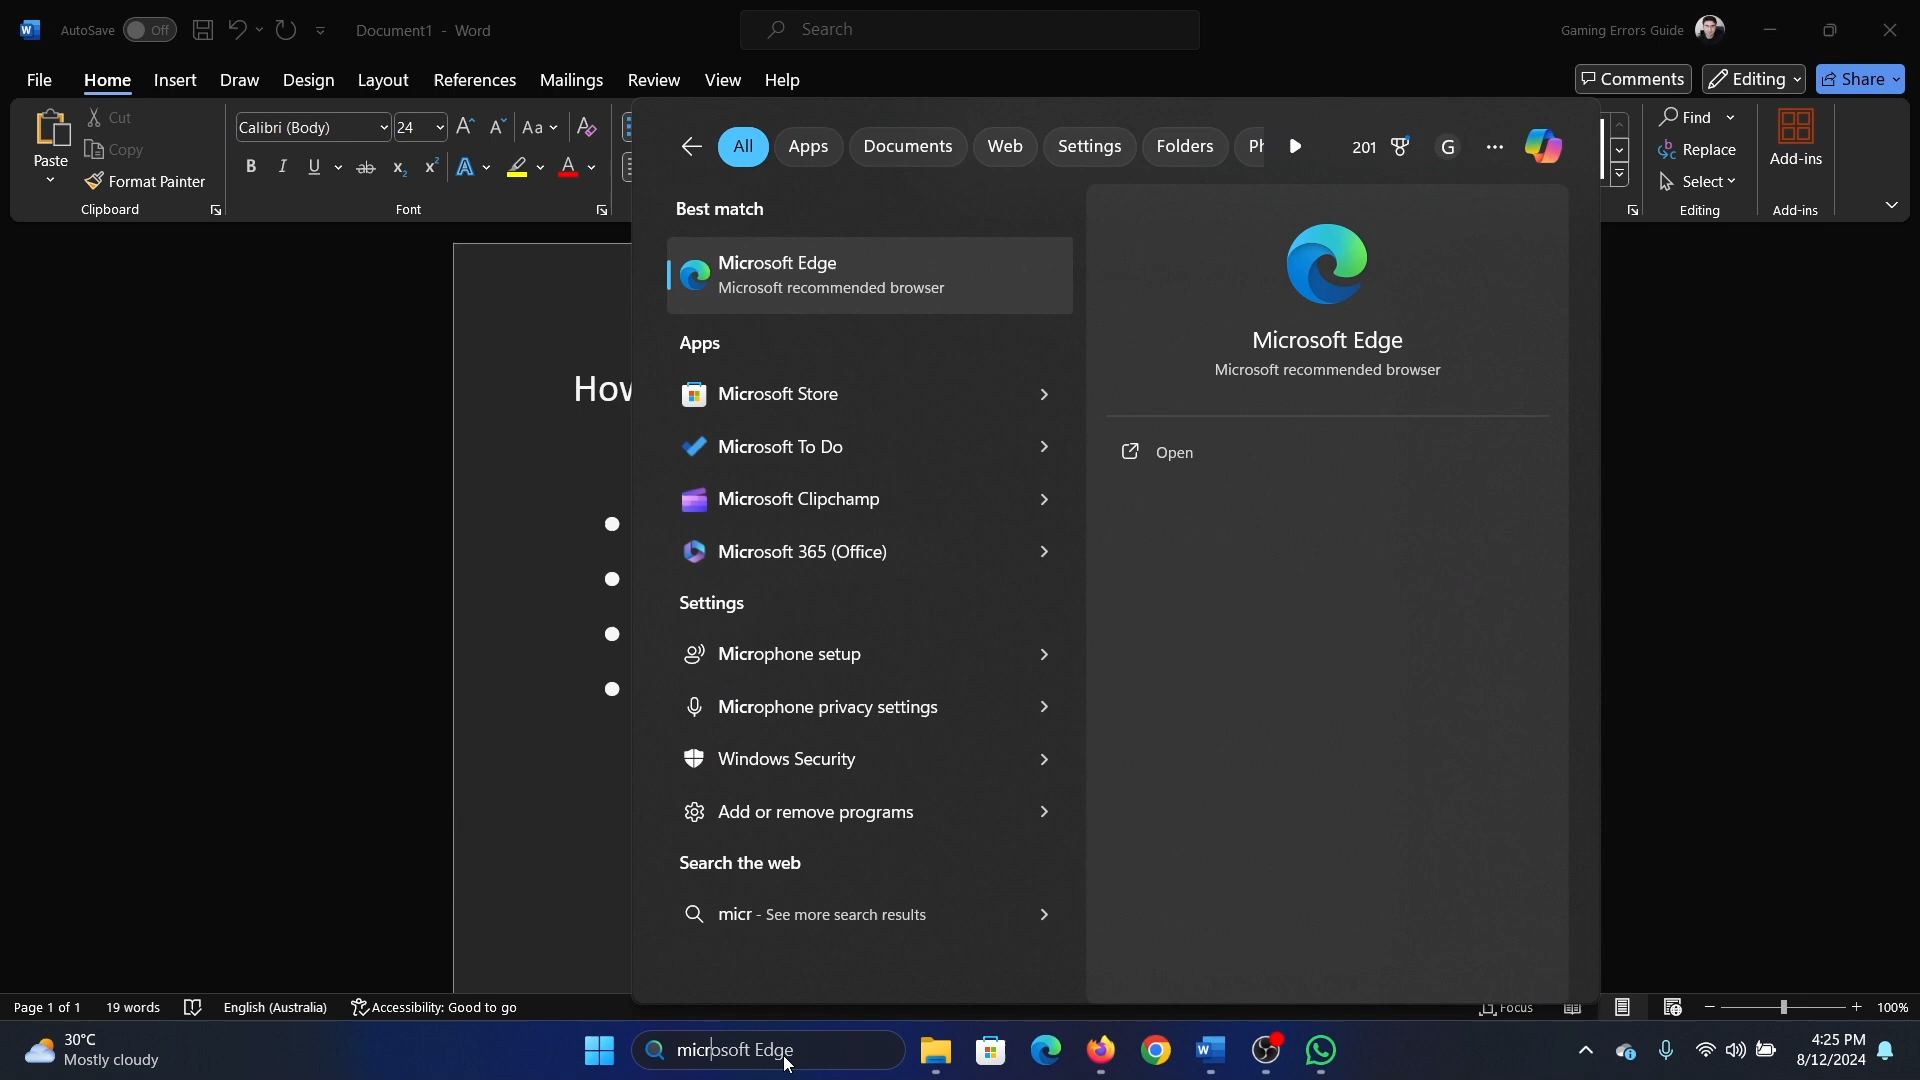 AutoSave Off Document1 - Word Search Gaming Errors Guide
File Home Insert Draw Design Layout References Mailings Review View Help Comments Editing Share
Paste Cut Copy Format Painter Clipboard
Calibri (Body) 24 Aa Font
Find Replace Select Editing
Add-ins Add-ins
All Apps Documents Web Settings Folders 201 G
Best match
Microsoft Edge
Microsoft recommended browser
Apps
Microsoft Store
Microsoft To Do
Microsoft Clipchamp
Microsoft 365 (Office)
Settings
Microphone setup
Microphone privacy settings
Windows Security
Add or remove programs
Search the web
micr - See more search results
Microsoft Edge
Microsoft recommended browser
Open
Page 1 of 1 19 words English (Australia) Accessibility: Good to go Focus 100%
30°C
Mostly cloudy
microsoft Edge
4:25 PM
8/12/2024